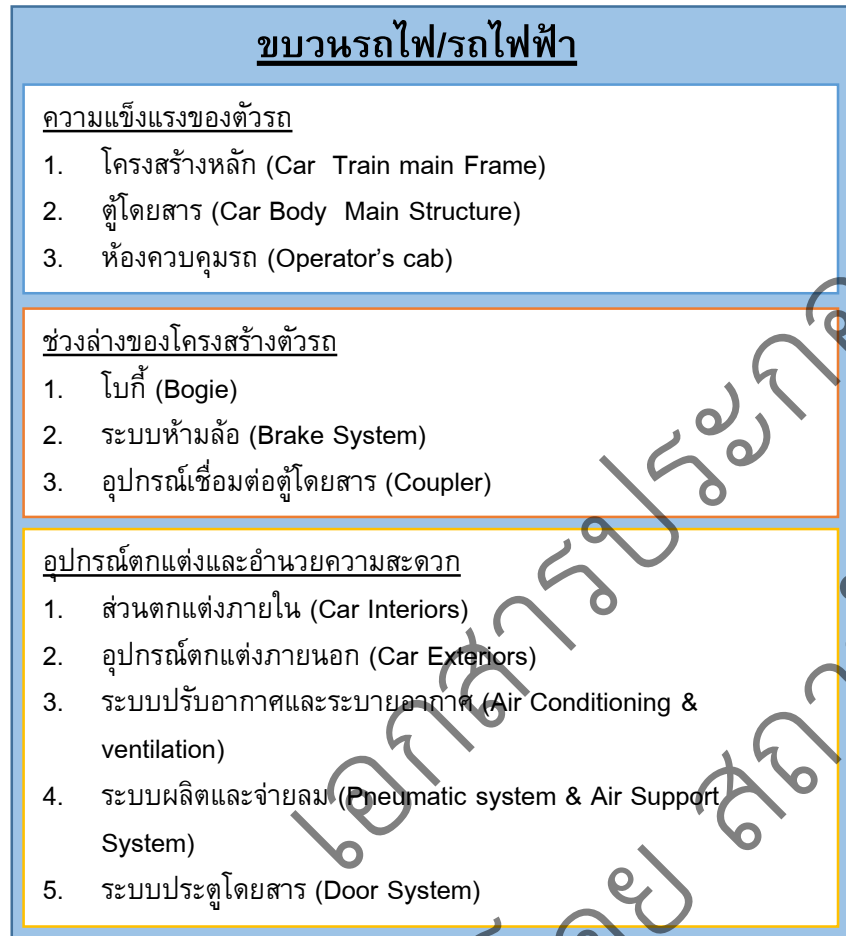 ขบวนรถไฟ/รถไฟฟ้า
ความแข็งแรงของตัวรถ
1. โครงสร้างหลัก (Car Train main Frame)
2. ตู้โดยสาร (Car Body Main Structure)
3. ห้องควบคุมรถ (Operator’s cab)
ช่วงล่างของโครงสร้างตัวรถ
1. โบกี้ (Bogie)
2. ระบบห้ามล้อ (Brake System)
3. อุปกรณ์เชื่อมต่อตู้โดยสาร (Coupler)
อุปกรณ์ตกแต่งและอำนวยความสะดวก
1. ส่วนตกแต่งภายใน (Car Interiors)
2. อุปกรณ์ตกแต่งภายนอก (Car Exteriors)
3. ระบบปรับอากาศและระบายอากาศ (Air Conditioning &
ventilation)
4. ระบบผลิตและจ่ายลม (Pneumatic system & Air Support
System)
5. ระบบประตูโดยสาร (Door System)
เอกสารประก